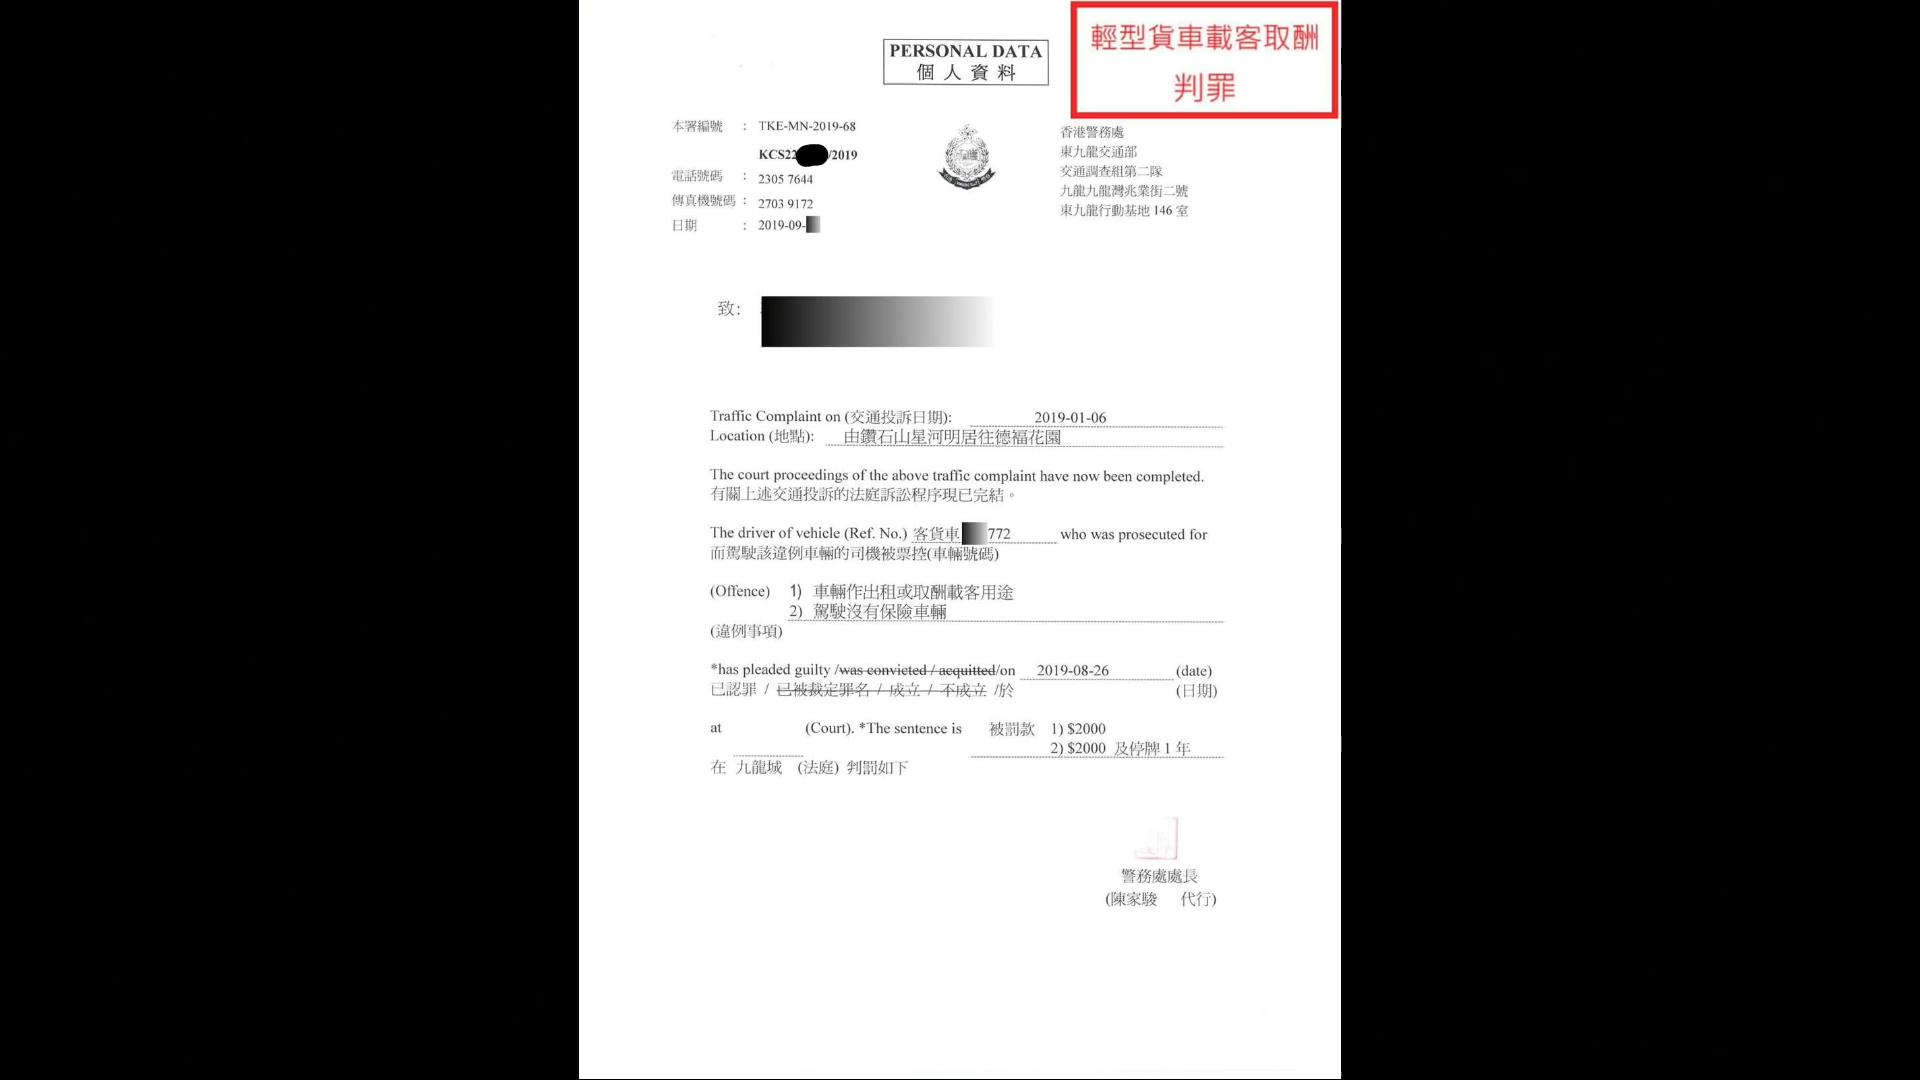 PERSONAL DATA
個人資料
輕型貨車載客取酬
判罪
本署編號 : TKE-MN-2019-68
KCS22 /2019
電話號碼 : 2305 7644
傳真機號碼 : 2703 9172
日期 : 2019-09-
香港警務處
東九龍交通部
交通調查組第二隊
九龍九龍灣兆業街二號
東九龍行動基地 146 室
致:
Traffic Complaint on (交通投訴日期): 2019-01-06
Location (地點): 由鑽石山星河明居往德福花園
The court proceedings of the above traffic complaint have now been completed.
有關上述交通投訴的法庭訴訟程序現已完結。
The driver of vehicle (Ref. No.) 客貨車 772 who was prosecuted for
而駕駛該違例車輛的司機被票控(車輛號碼)
(Offence) 1) 車輛作出租或取酬載客用途
2) 駕駛沒有保險車輛
(違例事項)
*has pleaded guilty /was convicted / acquitted/on 2019-08-26 (date)
已認罪 / 已被裁定罪名 / 成立 / 不成立 /於 (日期)
at (Court). *The sentence is 被罰款 1) $2000
2) $2000 及停牌 1 年
在 九龍城 (法庭) 判罰如下
警務處處長
(陳家駿 代行)